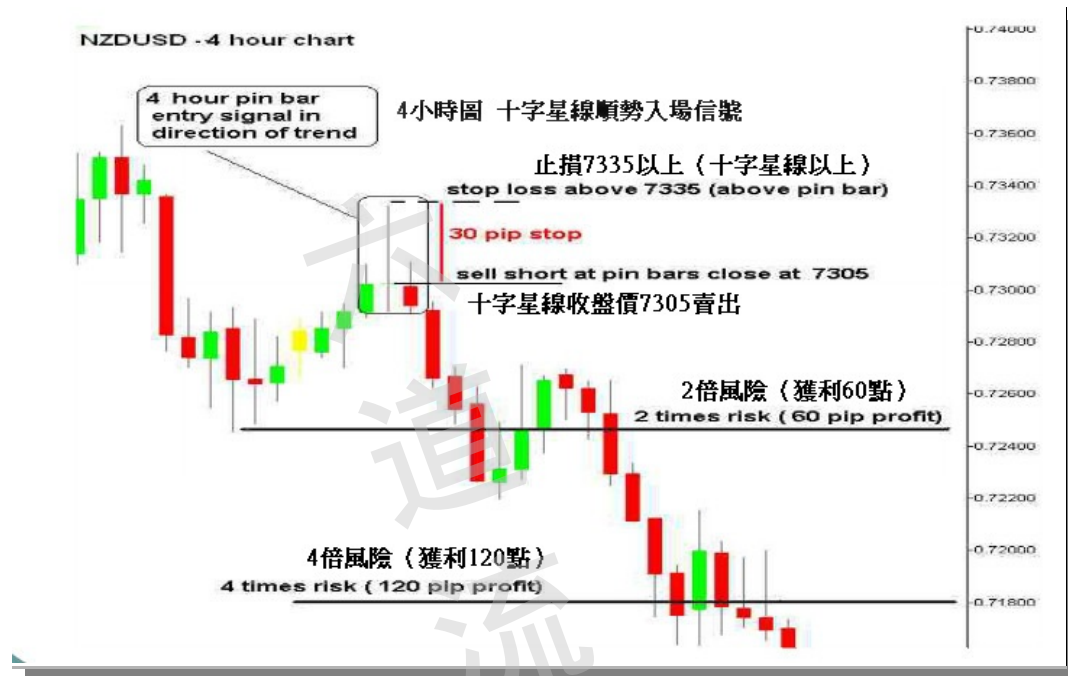 NZDUSD - 4 hour chart
4 hour pin bar
entry signal in
direction of trend
4小時圖 十字星線順勢入場信號
止損7335以上（十字星線以上）
stop loss above 7335 (above pin bar)
30 pip stop
sell short at pin bars close at 7305
十字星線收盤價7305賣出
2倍風險（獲利60點）
2 times risk ( 60 pip profit)
4倍風險（獲利120點）
4 times risk ( 120 pip profit)
0.74000
0.73800
0.73600
0.73400
0.73200
0.73000
0.72800
0.72600
0.72400
0.72200
0.72000
0.71800
六道流